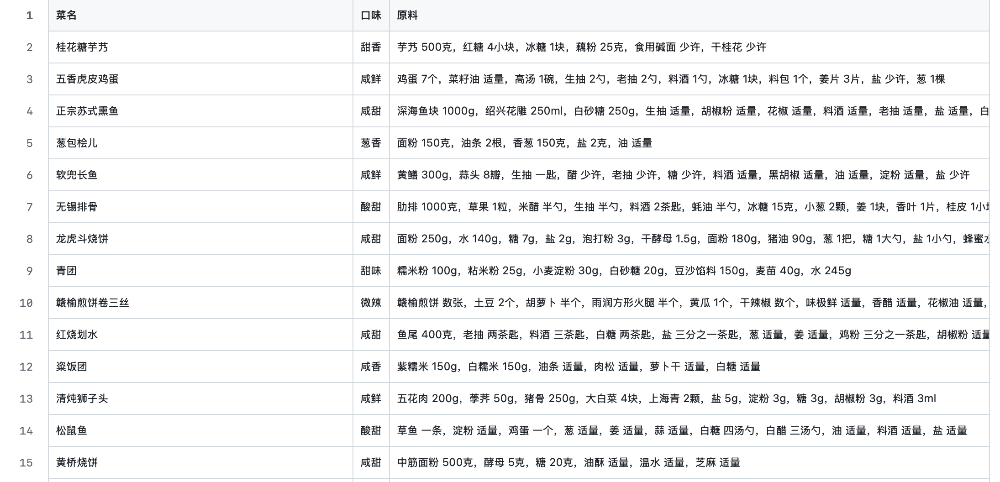 1 菜名 口味 原料
2 桂花糖芋艿 甜香 芋艿 500克，红糖 4小块，冰糖 1块，藕粉 25克，食用碱面 少许，干桂花 少许
3 五香虎皮鸡蛋 咸鲜 鸡蛋 7个，菜籽油 适量，高汤 1碗，生抽 2勺，老抽 2勺，料酒 1勺，冰糖 1块，料包 1个，姜片 3片，盐 少许，葱 1棵
4 正宗苏式熏鱼 咸甜 深海鱼块 1000g，绍兴花雕 250ml，白砂糖 250g，生抽 适量，胡椒粉 适量，花椒 适量，料酒 适量，老抽 适量，盐 适量，白
5 葱包桧儿 葱香 面粉 150克，油条 2根，香葱 150克，盐 2克，油 适量
6 软兜长鱼 咸鲜 黄鳝 300g，蒜头 8瓣，生抽 一匙，醋 少许，老抽 少许，糖 少许，料酒 适量，黑胡椒 适量，油 适量，淀粉 适量，盐 少许
7 无锡排骨 酸甜 肋排 1000克，草果 1粒，米醋 半勺，生抽 半勺，料酒 2茶匙，蚝油 半勺，冰糖 15克，小葱 2颗，姜 1块，香叶 1片，桂皮 1小块
8 龙虎斗烧饼 咸甜 面粉 250g，水 140g，糖 7g，盐 2g，泡打粉 3g，干酵母 1.5g，面粉 180g，猪油 90g，葱 1把，糖 1大勺，盐 1小勺，蜂蜜水
9 青团 甜味 糯米粉 100g，粘米粉 25g，小麦淀粉 30g，白砂糖 20g，豆沙馅料 150g，麦苗 40g，水 245g
10 赣榆煎饼卷三丝 微辣 赣榆煎饼 数张，土豆 2个，胡萝卜 半个，雨润方形火腿 半个，黄瓜 1个，干辣椒 数个，味极鲜 适量，香醋 适量，花椒油 适量，
11 红烧划水 咸甜 鱼尾 400克，老抽 两茶匙，料酒 三茶匙，白糖 两茶匙，盐 三分之一茶匙，葱 适量，姜 适量，鸡粉 三分之一茶匙，胡椒粉 适量
12 粢饭团 咸香 紫糯米 150g，白糯米 150g，油条 适量，肉松 适量，萝卜干 适量，白糖 适量
13 清炖狮子头 咸鲜 五花肉 200g，荸荠 50g，猪骨 250g，大白菜 4块，上海青 2颗，盐 5g，淀粉 3g，糖 3g，胡椒粉 3g，料酒 3ml
14 松鼠鱼 酸甜 草鱼 一条，淀粉 适量，鸡蛋 一个，葱 适量，姜 适量，蒜 适量，白糖 四汤勺，白醋 三汤勺，油 适量，料酒 适量，盐 适量
15 黄桥烧饼 咸甜 中筋面粉 500克，酵母 5克，糖 20克，油酥 适量，温水 适量，芝麻 适量